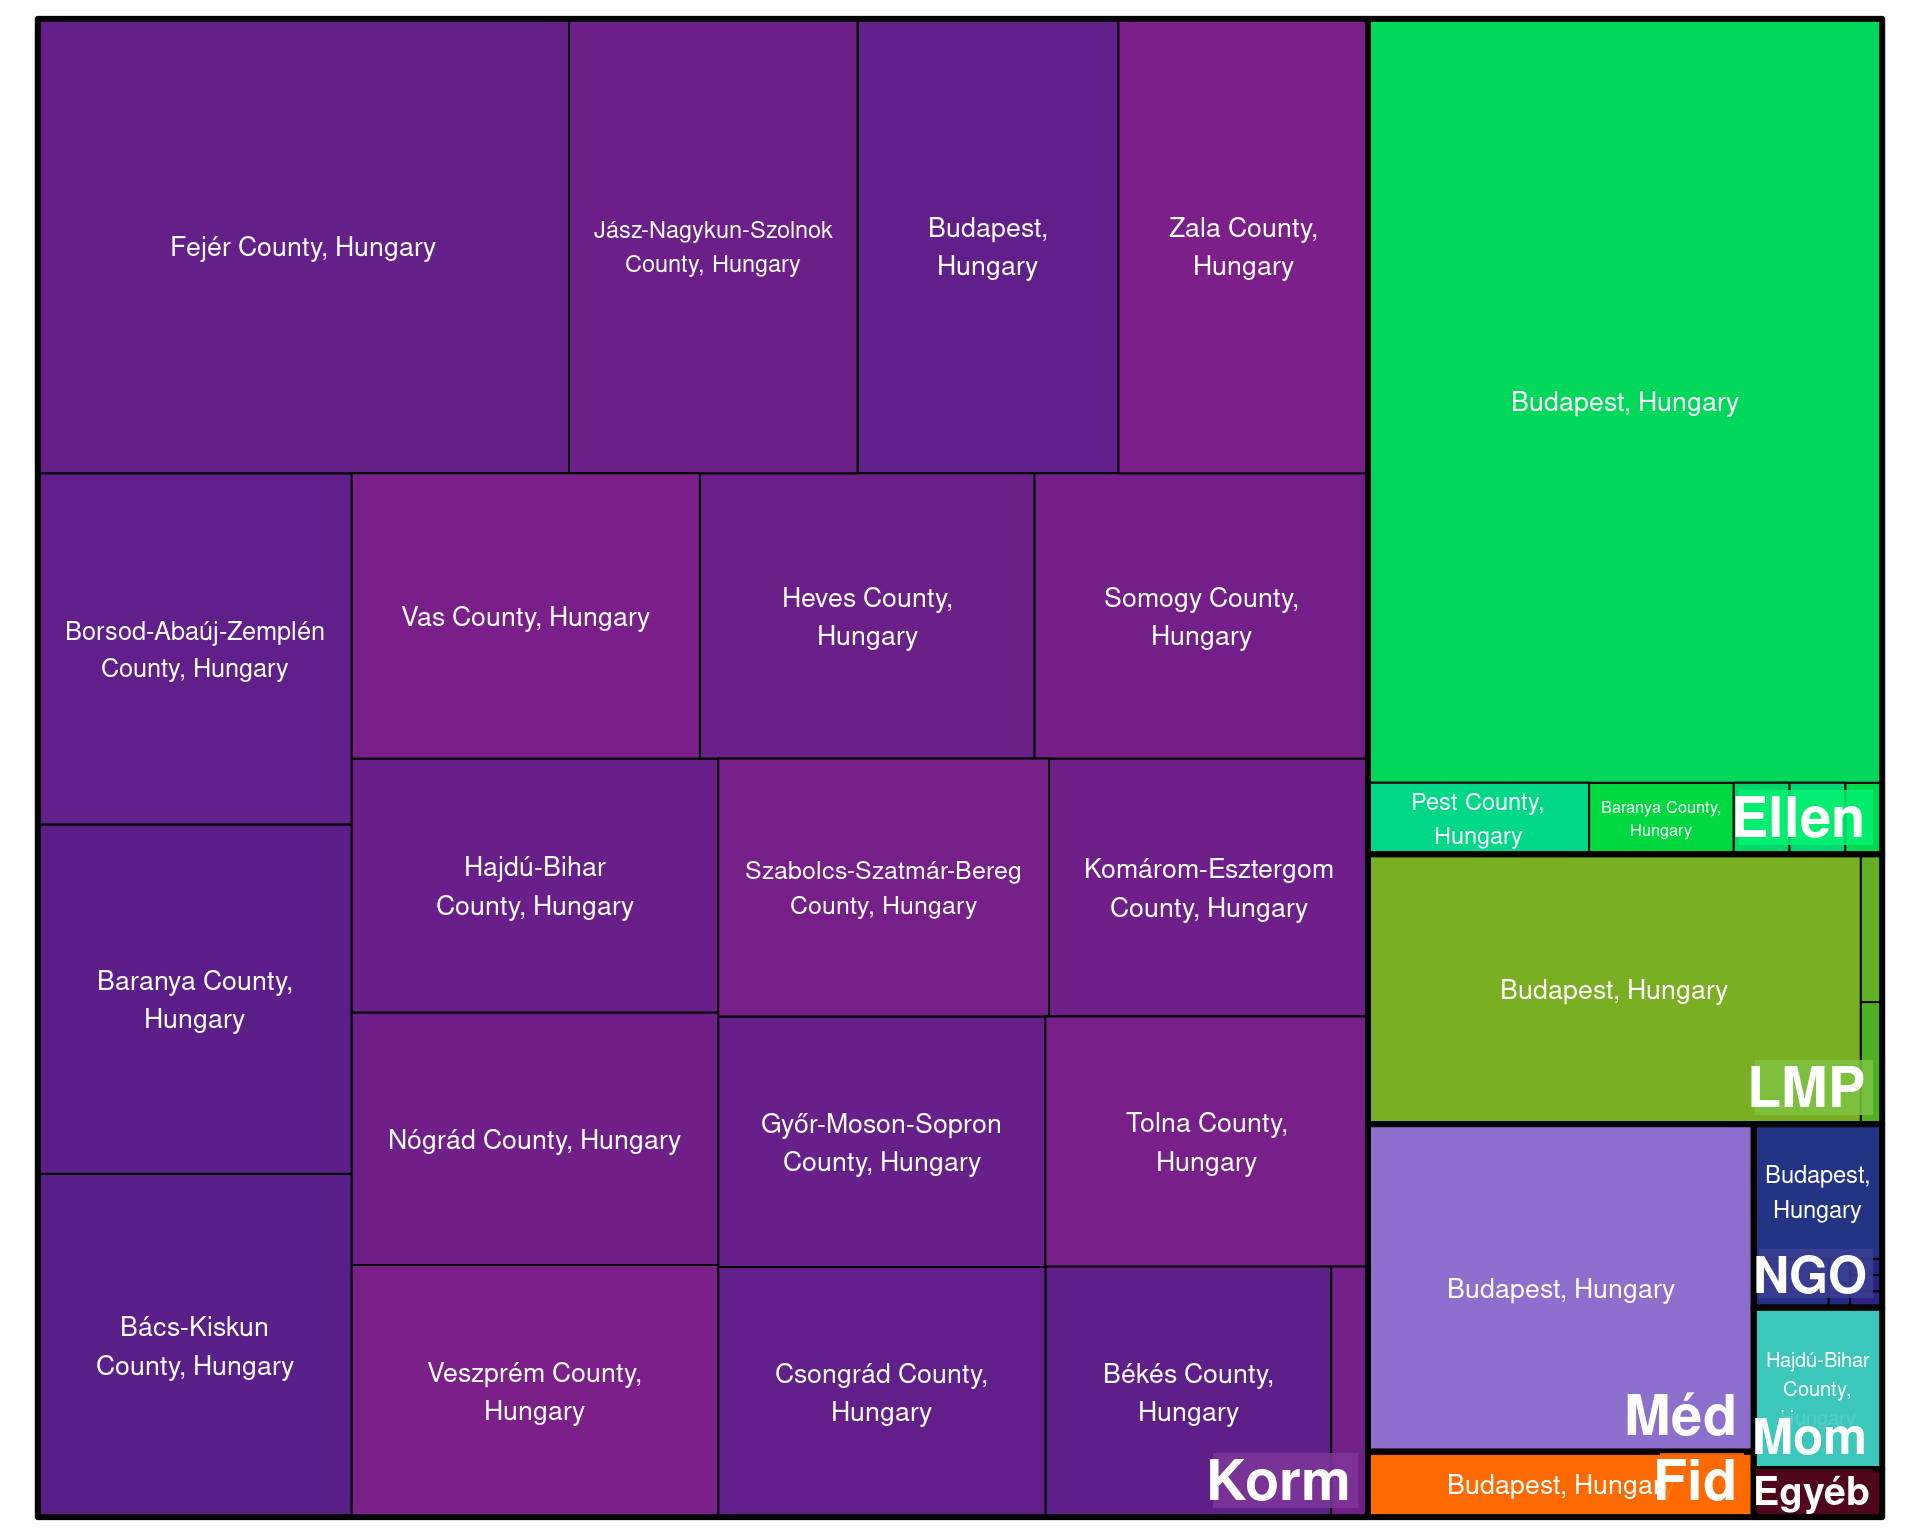 Fejér County, Hungary
Jász-Nagykun-Szolnok
County, Hungary
Budapest,
Hungary
Zala County,
Hungary
Borsod-Abaúj-Zemplén
County, Hungary
Vas County, Hungary
Heves County,
Hungary
Somogy County,
Hungary
Baranya County,
Hungary
Hajdú-Bihar
County, Hungary
Szabolcs-Szatmár-Bereg
County, Hungary
Komárom-Esztergom
County, Hungary
Nógrád County, Hungary
Győr-Moson-Sopron
County, Hungary
Tolna County,
Hungary
Bács-Kiskun
County, Hungary
Veszprém County,
Hungary
Csongrád County,
Hungary
Békés County,
Hungary
Korm
Budapest, Hungary
Pest County,
Hungary
Baranya County,
Hungary
Ellen
Budapest, Hungary
LMP
Budapest, Hungary
Méd
Budapest,
Hungary
NGO
Hajdú-Bihar
County,
Hungary
Mom
Budapest, Hungary
Fid
Egyéb